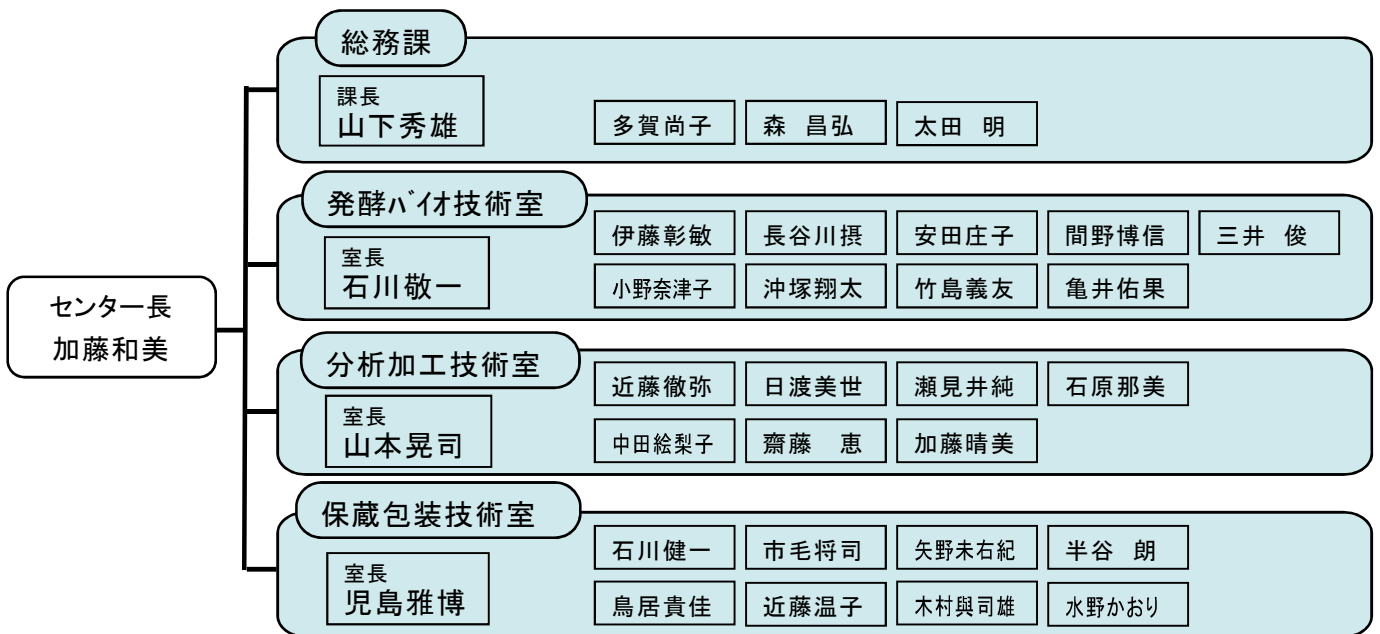 総務課
課長
山下秀雄
多賀尚子 森 昌弘 太田 明
発酵バイオ技術室
室長
石川敬一
伊藤彰敏 長谷川摂 安田庄子 間野博信 三井 俊
小野奈津子 沖塚翔太 竹島義友 亀井佑果
センター長
加藤和美
分析加工技術室
室長
山本晃司
近藤徹弥 日渡美世 瀬見井純 石原那美
中田絵梨子 齋藤 恵 加藤晴美
保蔵包装技術室
室長
児島雅博
石川健一 市毛将司 矢野未右紀 半谷 朗
鳥居貴佳 近藤温子 木村與司雄 水野かおり